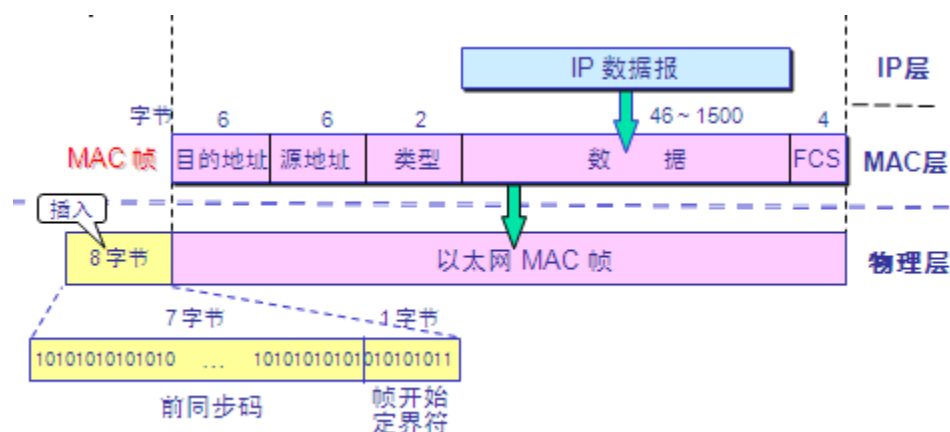 IP 数据报
IP层
字节 6 6 2 46~1500 4
MAC 帧 目的地址 源地址 类型 数 据 FCS MAC层
插入
8字节 以太网 MAC 帧 物理层
7字节 1字节
10101010101010 ... 101010101010 10101011
前同步码 帧开始
定界符